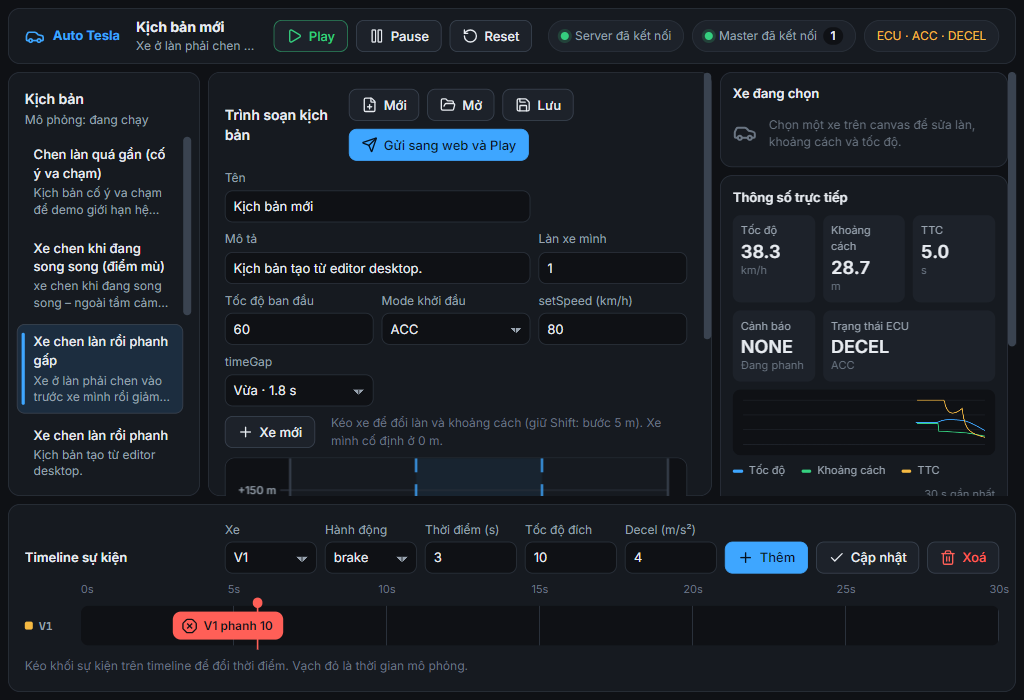 Auto Tesla
Kịch bản mới
Xe ở làn phải chen ...
Play
Pause
Reset
Server đã kết nối
Master đã kết nối 1
ECU · ACC · DECEL
Kịch bản
Mô phỏng: đang chạy
Chen làn quá gần (cố
ý va chạm)
Kịch bản cố ý va chạm
để demo giới hạn hệ...
Xe chen khi đang
song song (điểm mù)
xe chen khi đang song
song – ngoài tầm cảm...
Xe chen làn rồi phanh
gấp
Xe ở làn phải chen vào
trước xe mình rồi giảm...
Xe chen làn rồi phanh
Kịch bản tạo từ editor
desktop.
Trình soạn kịch
bản
Mới
Mở
Lưu
Gửi sang web và Play
Tên
Kịch bản mới
Mô tả
Làn xe mình
Kịch bản tạo từ editor desktop.
1
Tốc độ ban đầu
Mode khởi đầu
setSpeed (km/h)
60
ACC
80
timeGap
Vừa · 1.8 s
Xe mới
Kéo xe để đổi làn và khoảng cách (giữ Shift: bước 5 m). Xe
mình cố định ở 0 m.
+150 m
Xe đang chọn
Chọn một xe trên canvas để sửa làn,
khoảng cách và tốc độ.
Thông số trực tiếp
Tốc độ
38.3
km/h
Khoảng
cách
28.7
m
TTC
5.0
s
Cảnh báo
NONE
Đang phanh
Trạng thái ECU
DECEL
ACC
Tốc độ
Khoảng cách
TTC
30 s gần nhất
Timeline sự kiện
Xe
Hành động
Thời điểm (s)
Tốc độ đích
Decel (m/s²)
V1
brake
3
10
4
Thêm
Cập nhật
Xoá
0s
5s
10s
15s
20s
25s
30s
V1
V1 phanh 10
Kéo khối sự kiện trên timeline để đổi thời điểm. Vạch đỏ là thời gian mô phỏng.